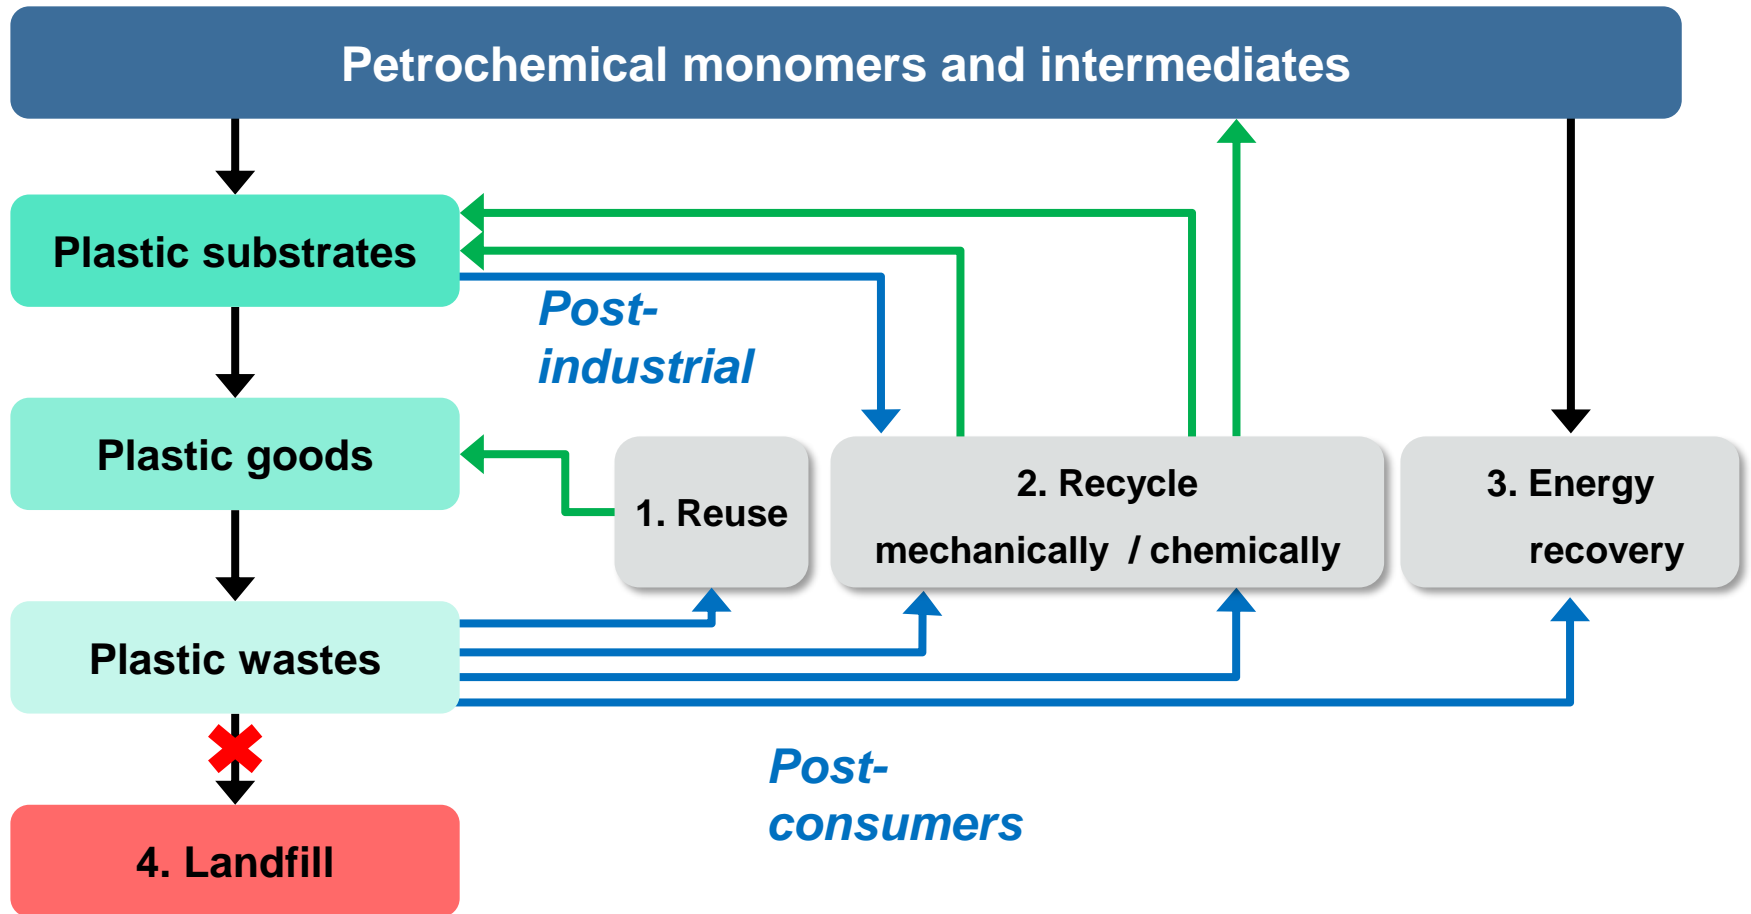 Petrochemical monomers and intermediates
Plastic substrates
Post-
industrial
Plastic goods
1. Reuse
2. Recycle
mechanically / chemically
3. Energy
recovery
Plastic wastes
Post-
consumers
4. Landfill